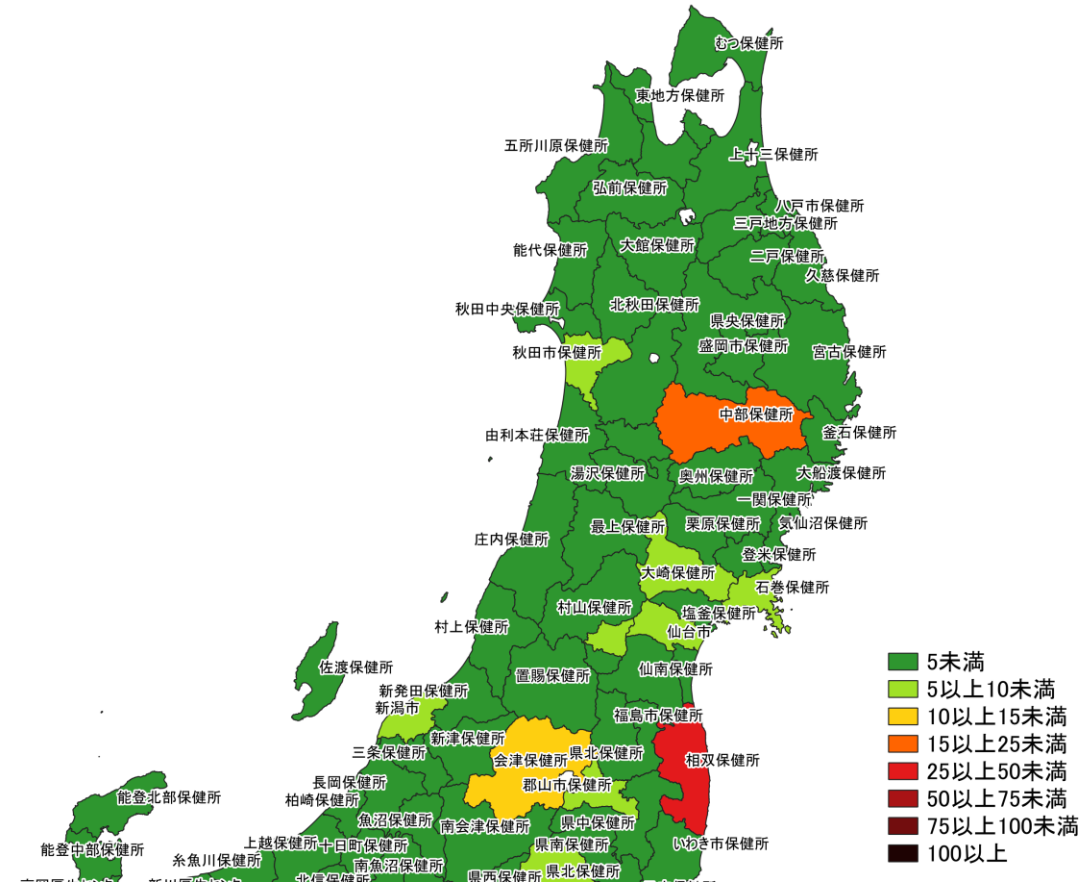 むつ保健所
東地方保健所
五所川原保健所
上十三保健所
弘前保健所
八戸市保健所
三戸地方保健所
能代保健所
大館保健所
二戸保健所
久慈保健所
北秋田保健所
秋田中央保健所
県央保健所
盛岡市保健所
秋田市保健所
宮古保健所
中部保健所
由利本荘保健所
釜石保健所
湯沢保健所
奥州保健所
大船渡保健所
一関保健所
最上保健所
栗原保健所
気仙沼保健所
庄内保健所
登米保健所
大崎保健所
石巻保健所
村山保健所
塩釜保健所
村上保健所
仙台市
佐渡保健所
置賜保健所
仙南保健所
新発田保健所
新潟市
福島市保健所
新津保健所
三条保健所
会津保健所
県北保健所
相双保健所
長岡保健所
郡山市保健所
能登北部保健所
柏崎保健所
魚沼保健所
南会津保健所
県中保健所
能登中部保健所
上越保健所
十日町保健所
県南保健所
いわき市保健所
糸魚川保健所
南魚沼保健所
県西保健所
県北保健所
北信保健所
5未満
5以上10未満
10以上15未満
15以上25未満
25以上50未満
50以上75未満
75以上100未満
100以上